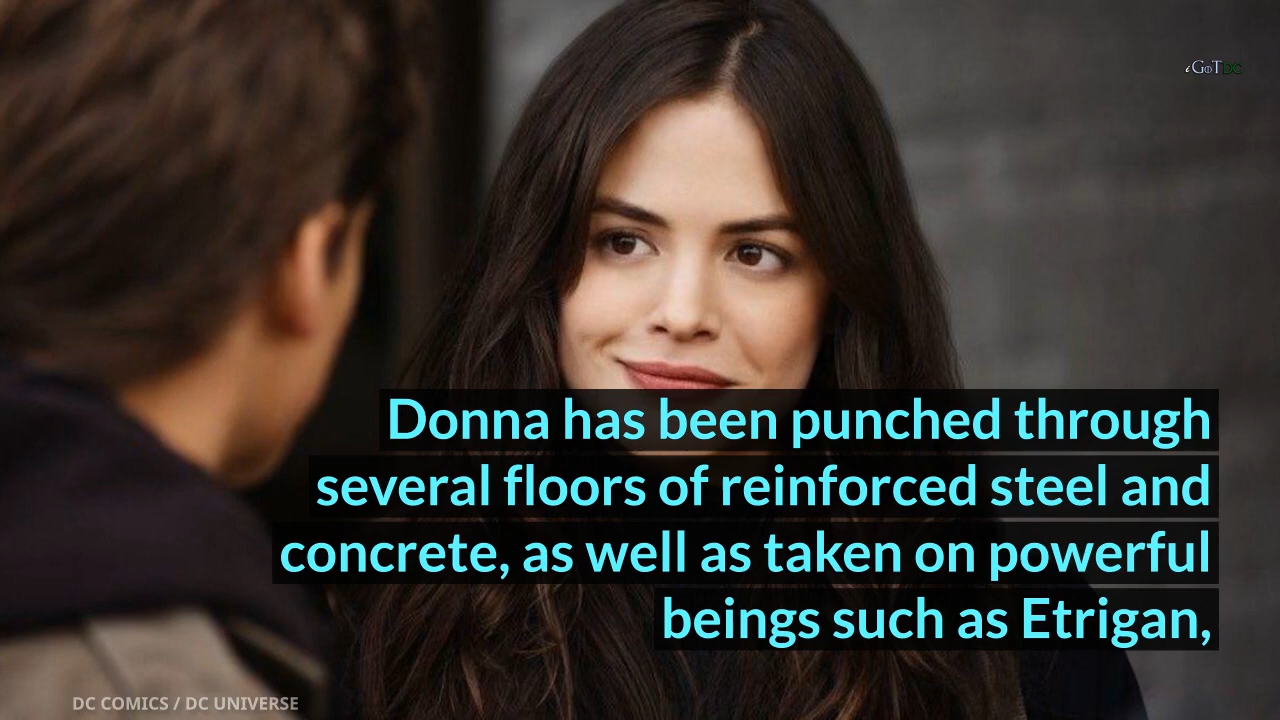 eGoTDC
Donna has been punched through
several floors of reinforced steel and
concrete, as well as taken on powerful
beings such as Etrigan,
DC COMICS / DC UNIVERSE